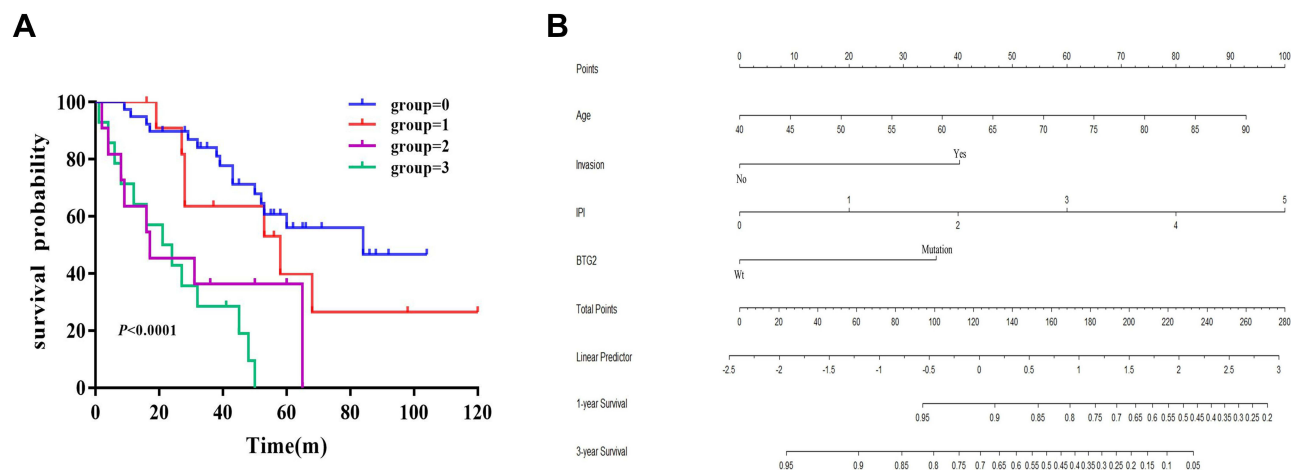 A
B
survival probability
100
80
60
40
20
0
group=0
group=1
group=2
group=3
P<0.0001
0 20 40 60 80 100 120
Time(m)
Points
0 10 20 30 40 50 60 70 80 90 100
Age
40 45 50 55 60 65 70 75 80 85 90
Invasion
Yes
No
IPI
1 3 5
0 2 4
BTG2
Mutation
Wt
Total Points
0 20 40 60 80 100 120 140 160 180 200 220 240 260 280
Linear Predictor
-2.5 -2 -1.5 -1 -0.5 0 0.5 1 1.5 2 2.5 3
1-year Survival
0.95 0.9 0.85 0.8 0.75 0.7 0.65 0.6 0.55 0.5 0.45 0.4 0.35 0.3 0.25 0.2
3-year Survival
0.95 0.9 0.85 0.8 0.75 0.7 0.65 0.6 0.55 0.5 0.45 0.4 0.35 0.3 0.25 0.2 0.15 0.1 0.05